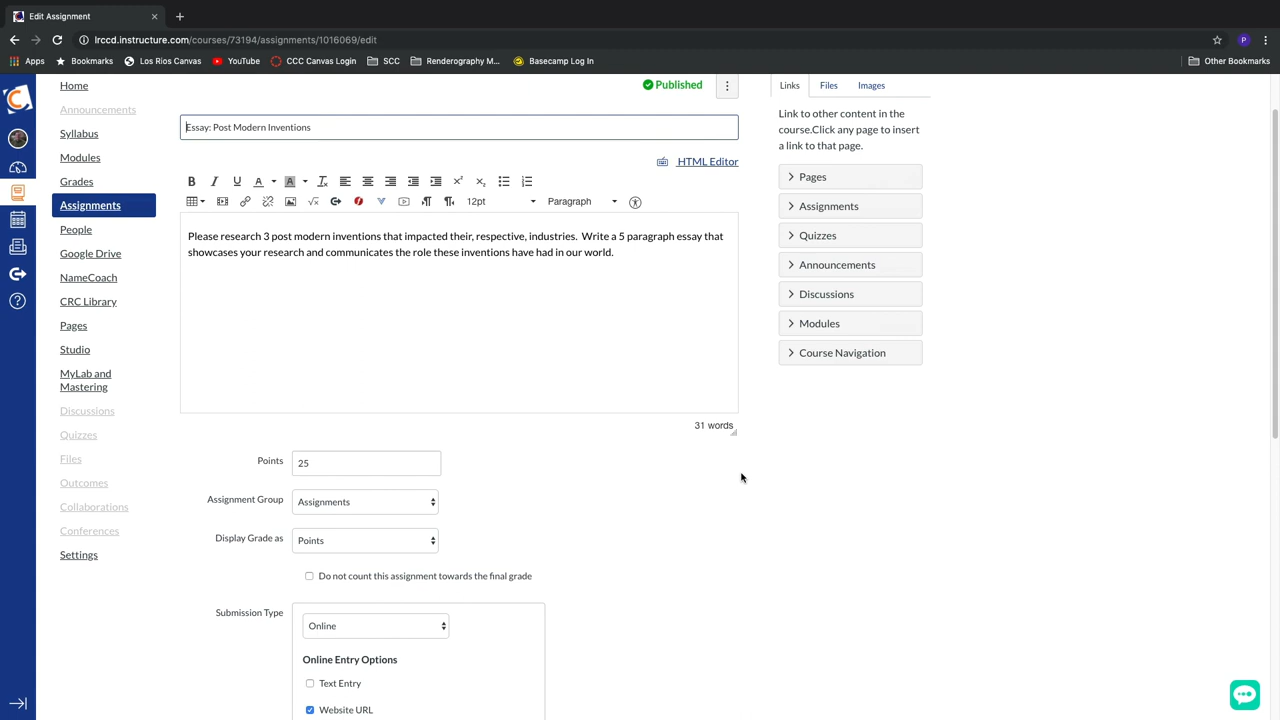 Edit Assignment
lrccd.instructure.com/courses/73194/assignments/1016069/edit
P
Apps
Bookmarks
Los Rios Canvas
YouTube
CCC Canvas Login
SCC
Renderography M...
Basecamp Log In
Other Bookmarks
Home
Announcements
Syllabus
Modules
Grades
Assignments
People
Google Drive
NameCoach
CRC Library
Pages
Studio
MyLab and
Mastering
Discussions
Quizzes
Files
Outcomes
Collaborations
Conferences
Settings
Published
Essay: Post Modern Inventions
HTML Editor
12pt
Paragraph
Please research 3 post modern inventions that impacted their, respective, industries. Write a 5 paragraph essay that
showcases your research and communicates the role these inventions have had in our world.
31 words
Points
25
Assignment Group
Assignments
Display Grade as
Points
Do not count this assignment towards the final grade
Submission Type
Online
Online Entry Options
Text Entry
Website URL
Links
Files
Images
Link to other content in the
course.Click any page to insert
a link to that page.
Pages
Assignments
Quizzes
Announcements
Discussions
Modules
Course Navigation